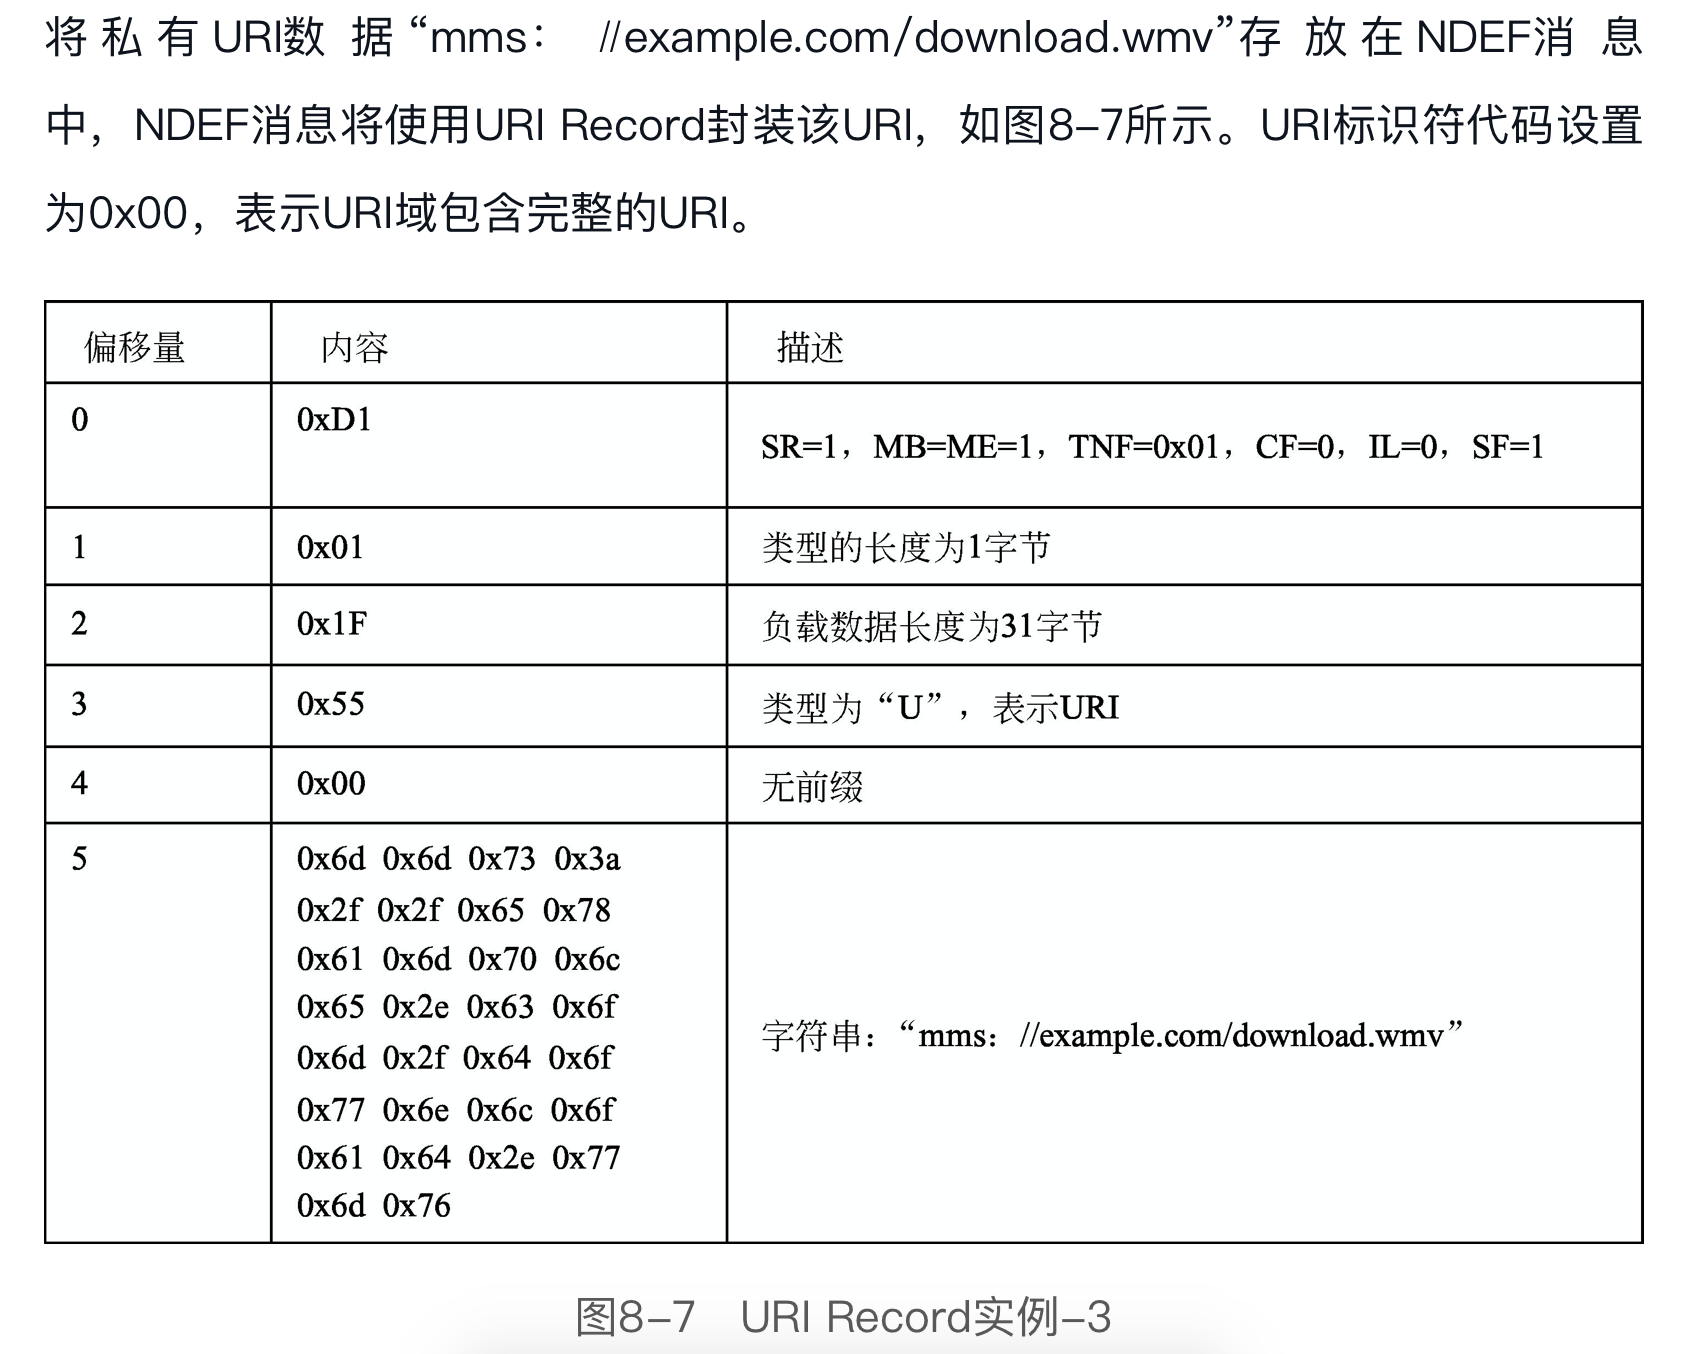 将私有URI数据“mms： //example.com/download.wmv”存放在NDEF消息
中，NDEF消息将使用URI Record封装该URI，如图8-7所示。URI标识符代码设置
为0x00，表示URI域包含完整的URI。
偏移量 内容 描述
0 0xD1 SR=1，MB=ME=1，TNF=0x01，CF=0，IL=0，SF=1
1 0x01 类型的长度为1字节
2 0x1F 负载数据长度为31字节
3 0x55 类型为“U”，表示URI
4 0x00 无前缀
5 0x6d 0x6d 0x73 0x3a
0x2f 0x2f 0x65 0x78
0x61 0x6d 0x70 0x6c
0x65 0x2e 0x63 0x6f
0x6d 0x2f 0x64 0x6f
0x77 0x6e 0x6c 0x6f
0x61 0x64 0x2e 0x77
0x6d 0x76
字符串：“mms：//example.com/download.wmv”
图8-7 URI Record实例-3